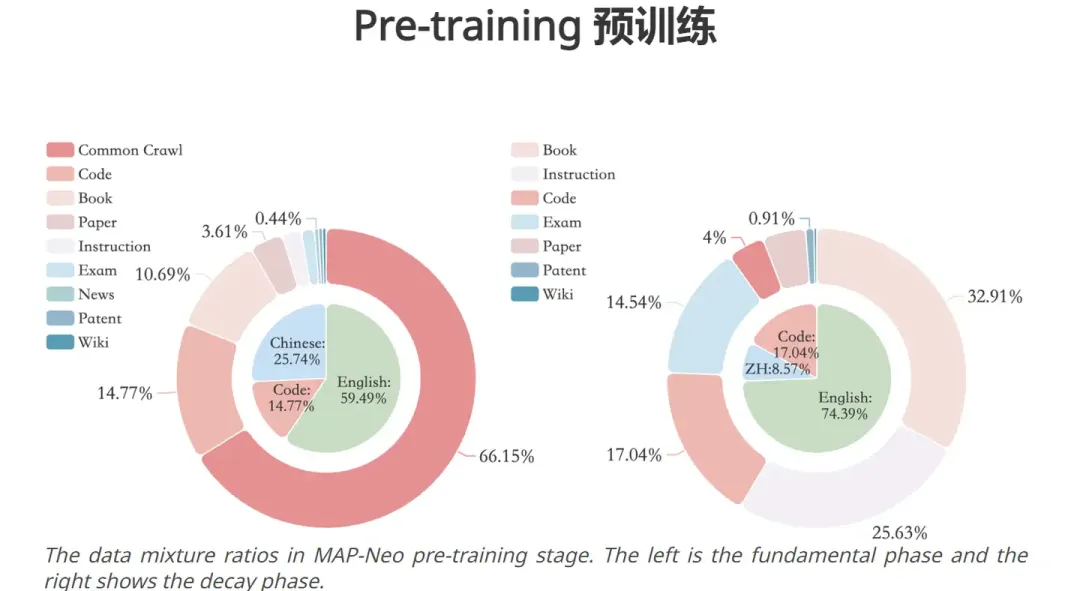 Pre-training 预训练
Common Crawl
Code
Book
Paper
Instruction
Exam
News
Patent
Wiki
0.44%
3.61%
10.69%
14.77%
66.15%
Chinese:
25.74%
Code:
14.77%
English:
59.49%
Book
Instruction
Code
Exam
Paper
Patent
Wiki
0.91%
4%
14.54%
17.04%
32.91%
25.63%
Code:
17.04%
ZH:8.57%
English:
74.39%
The data mixture ratios in MAP-Neo pre-training stage. The left is the fundamental phase and the
right shows the decay phase.